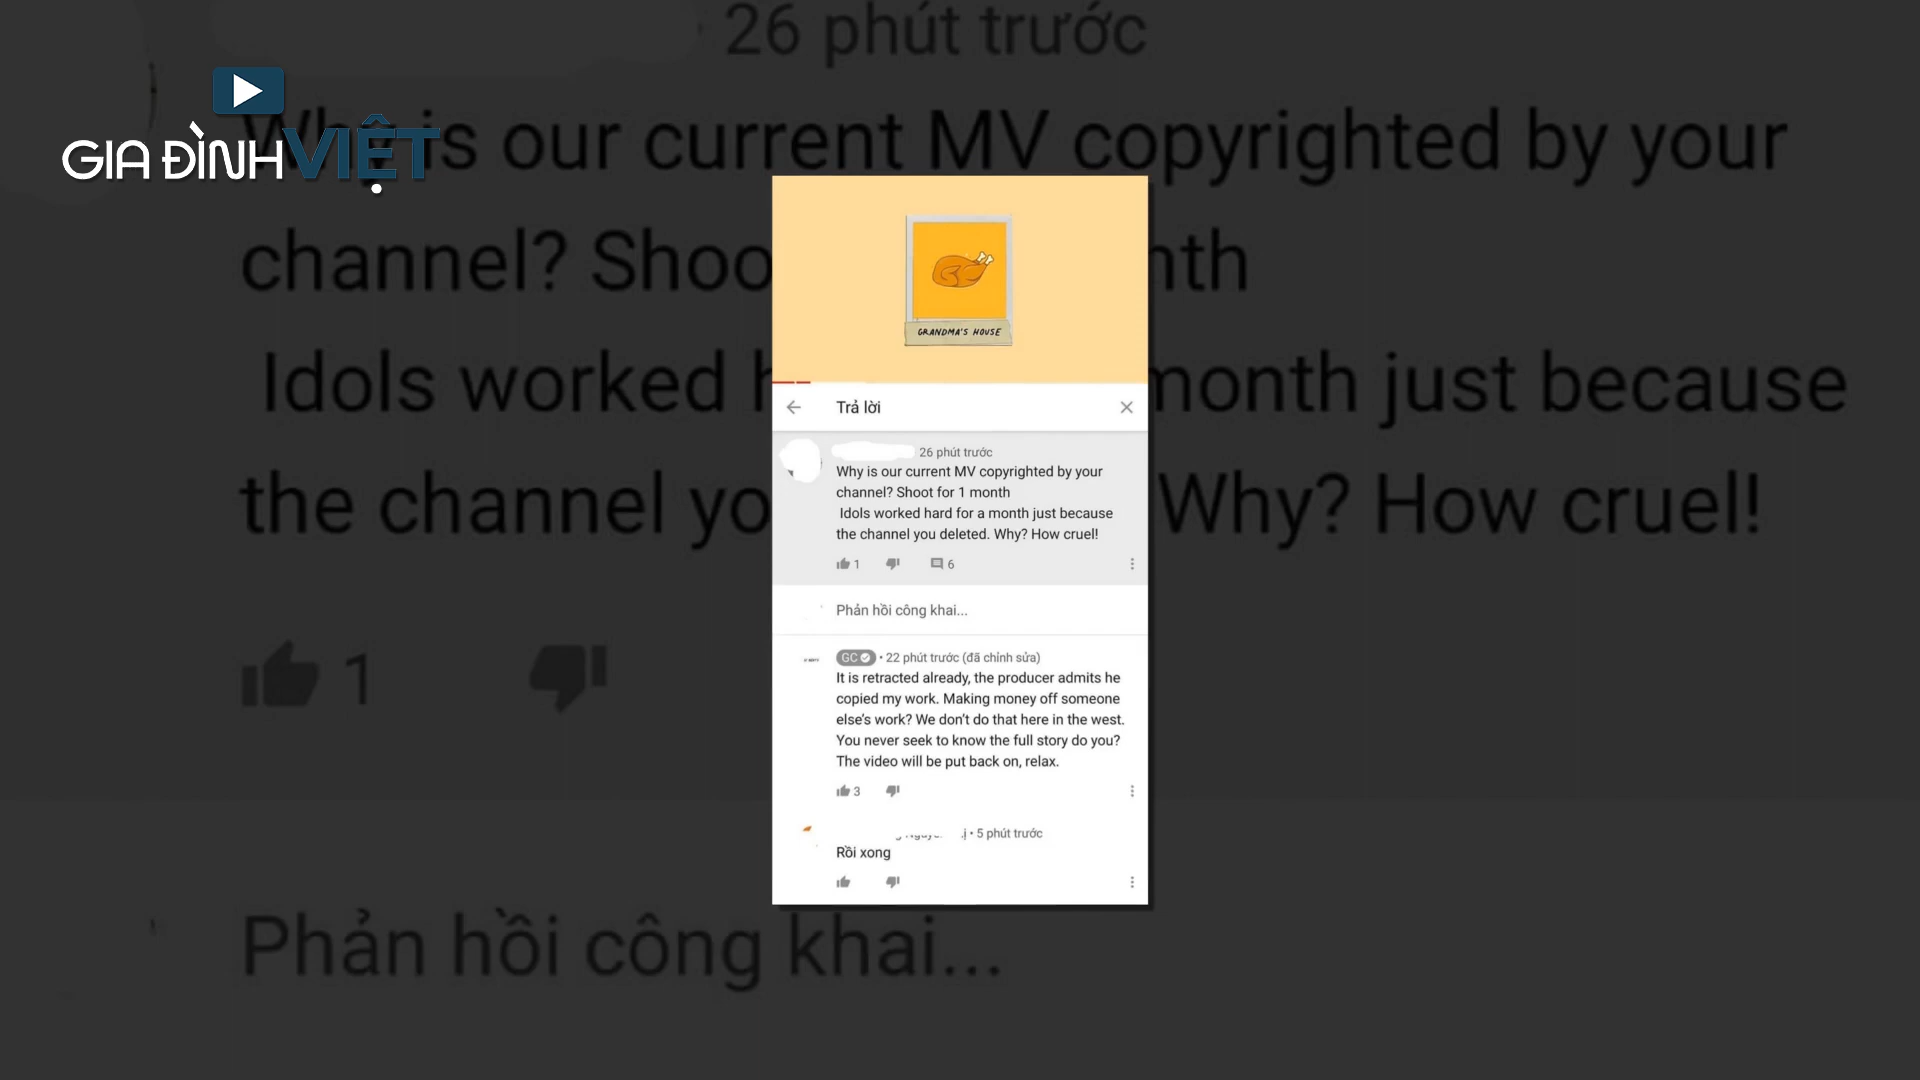 26 phút trước
GIA ĐÌNH VIỆT
Why is our current MV copyrighted by your
channel? Shoo nth
Idols worked month just because
the channel yo Why? How cruel!
1
Phản hồi công khai...
GC
GRANDMA'S HOUSE
Trả lời
26 phút trước
Why is our current MV copyrighted by your
channel? Shoot for 1 month
Idols worked hard for a month just because
the channel you deleted. Why? How cruel!
1 6
Phản hồi công khai...
GC • 22 phút trước (đã chỉnh sửa)
It is retracted already, the producer admits he
copied my work. Making money off someone
else's work? We don't do that here in the west.
You never seek to know the full story do you?
The video will be put back on, relax.
3
• 5 phút trước
Rồi xong